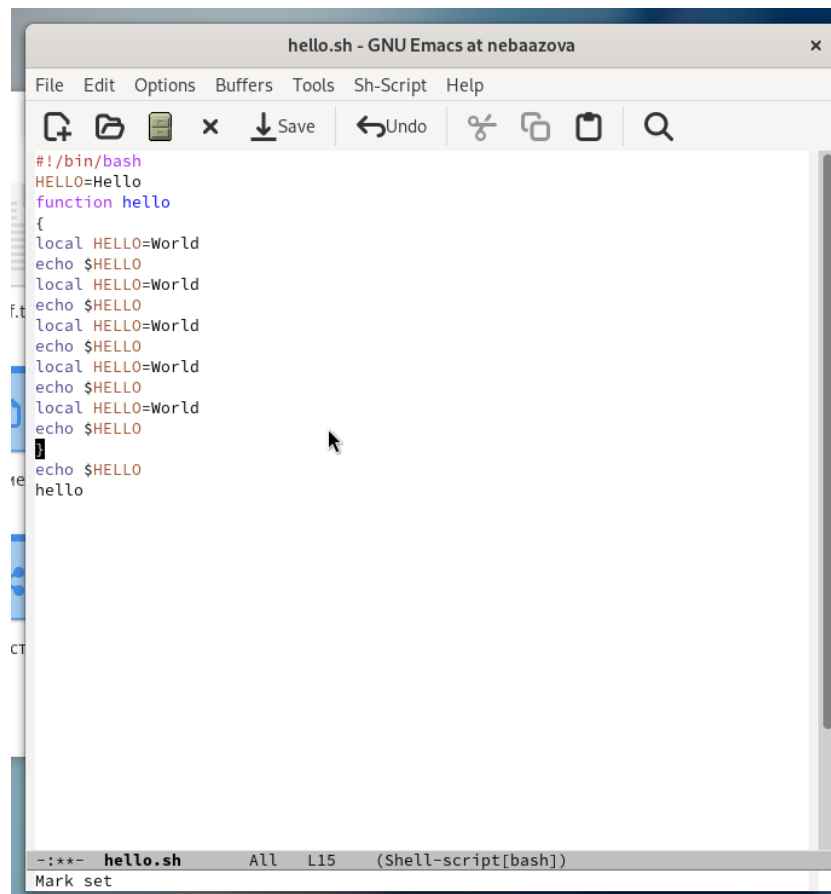 hello.sh - GNU Emacs at nebaazova
File Edit Options Buffers Tools Sh-Script Help
Save Undo
#!/bin/bash
HELLO=Hello
function hello
{
local HELLO=World
echo $HELLO
local HELLO=World
echo $HELLO
local HELLO=World
echo $HELLO
local HELLO=World
echo $HELLO
local HELLO=World
echo $HELLO
}
echo $HELLO
hello
-:**- hello.sh All L15 (Shell-script[bash])
Mark set